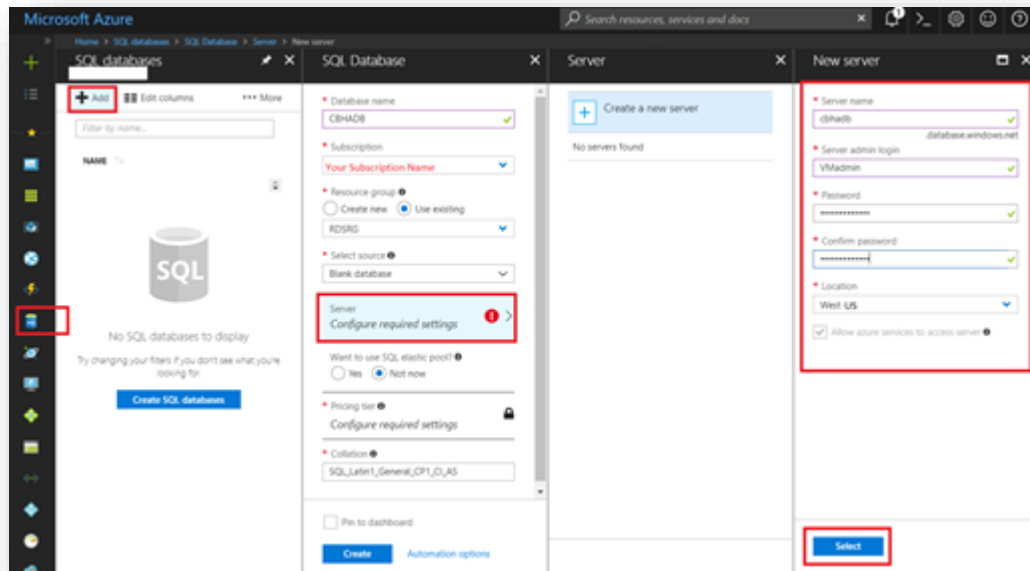 Microsoft Azure
Search resources, services and docs
1
Home > SQL databases > SQL Database > Server > New server
SQL databases
Add
Edit columns
More
Filter by name...
NAME
SQL
No SQL databases to display
Try changing your filters if you don't see what you're
looking for.
Create SQL databases
SQL Database
* Database name
CBHADB
* Subscription
Your Subscription Name
* Resource group
Create new
Use existing
RDSRG
* Select source
Blank database
Server
Configure required settings
Want to use SQL elastic pool?
Yes
Not now
* Pricing tier
Configure required settings
* Collation
SQL_Latin1_General_CP1_CI_AS
Pin to dashboard
Create
Automation options
Server
Create a new server
No servers found
New server
* Server name
cbhadb
.database.windows.net
* Server admin login
VMadmin
* Password
* Confirm password
* Location
West US
Allow azure services to access server
Select